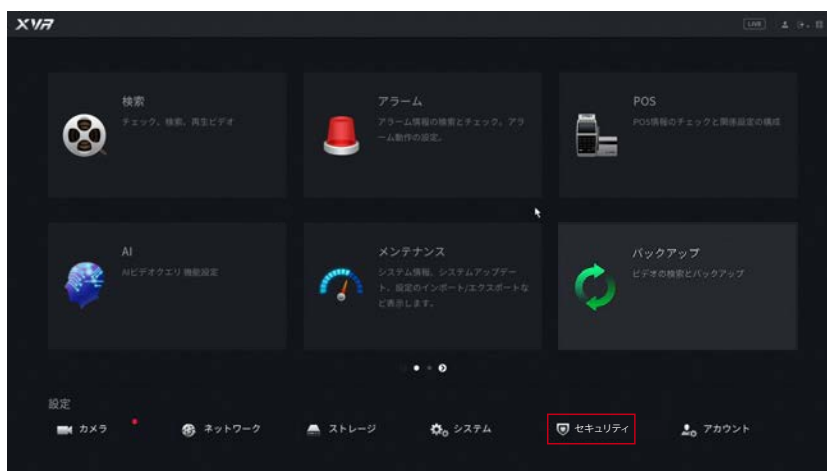 XVR
LIVE
検索
チェック、検索、再生ビデオ
アラーム
アラーム情報の検索とチェック。アラ
ーム動作の設定。
POS
POS情報のチェックと関連設定の構成
AI
AIビデオクエリ 機能設定
メンテナンス
システム情報、システムアップデー
ト、設定のインポート/エクスポートな
ど表示します。
バックアップ
ビデオの検索とバックアップ
設定
カメラ
ネットワーク
ストレージ
システム
セキュリティ
アカウント